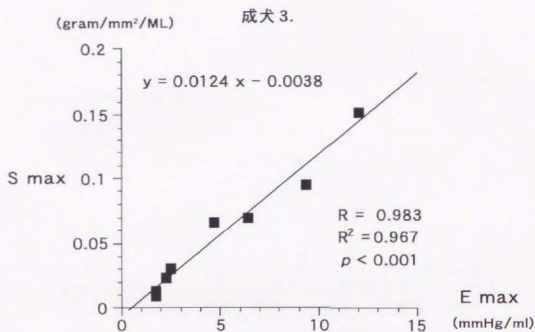 成犬 3.
(gram/mm²/ML)
0.2
y = 0.0124 x − 0.0038
0.15
S max
0.1
R = 0.983
R² = 0.967
0.05
p < 0.001
0
E max
0 5 10 15
(mmHg/ml)